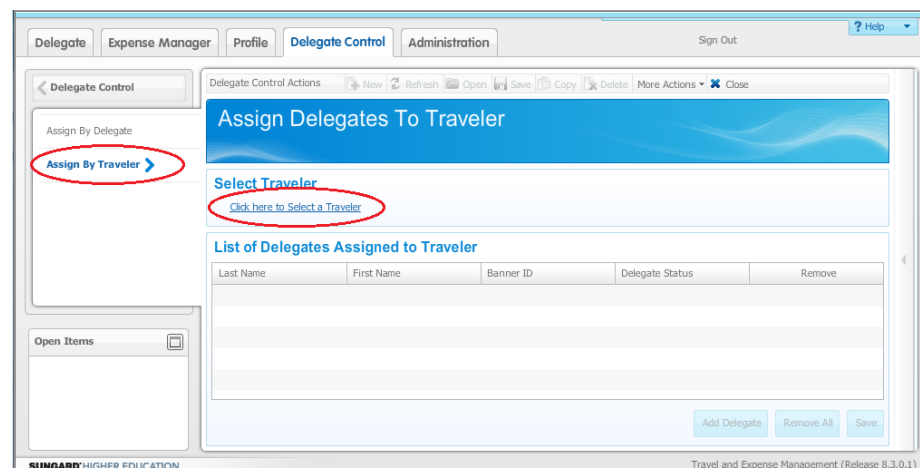 ? Help
Delegate Expense Manager Profile Delegate Control Administration Sign Out
Delegate Control
Assign By Delegate
Assign By Traveler
Delegate Control Actions New Refresh Open Save Copy Delete More Actions Close
Assign Delegates To Traveler
Select Traveler
Click here to Select a Traveler
List of Delegates Assigned to Traveler
Last Name First Name Banner ID Delegate Status Remove
Open Items
Add Delegate Remove All Save
SUNGARD HIGHER EDUCATION Travel and Expense Management (Release 8.3.0.1)